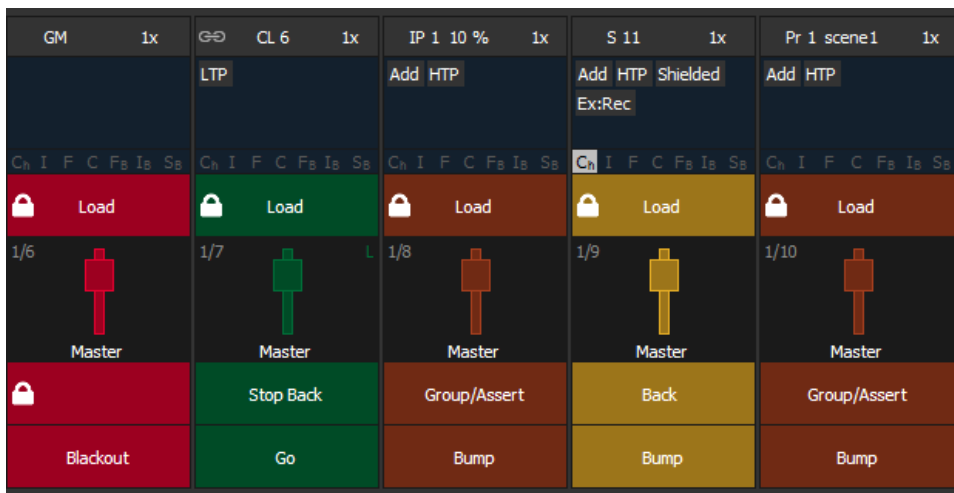 GM 1x
CL 6 1x
IP 1 10 % 1x
S 11 1x
Pr 1 scene1 1x
LTP
Add HTP
Add HTP Shielded
Ex:Rec
Add HTP
Ch I F C FB IB SB
Ch I F C FB IB SB
Ch I F C FB IB SB
Ch I F C FB IB SB
Ch I F C FB IB SB
Load
Load
Load
Load
Load
1/6
1/7 L
1/8
1/9
1/10
Master
Master
Master
Master
Master
Stop Back
Group/Assert
Back
Group/Assert
Blackout
Go
Bump
Bump
Bump